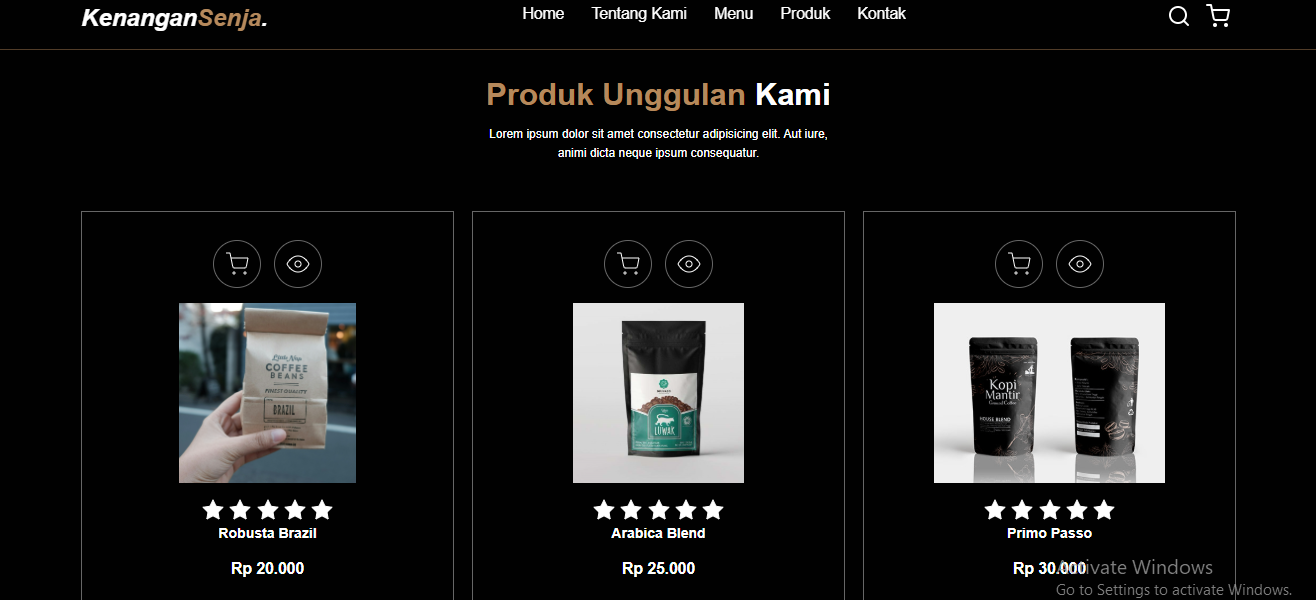 KenanganSenja.
Home Tentang Kami Menu Produk Kontak
Produk Unggulan Kami
Lorem ipsum dolor sit amet consectetur adipisicing elit. Aut iure,
animi dicta neque ipsum consequatur.
COFFEE
BEANS
FINEST QUALITY
BRAZIL
LUWAK
Kopi
Mantir
Ground Coffee
HOUSE BLEND
Robusta Brazil
Arabica Blend
Primo Passo
Rp 20.000
Rp 25.000
Rp 30.000
Activate Windows
Go to Settings to activate Windows.